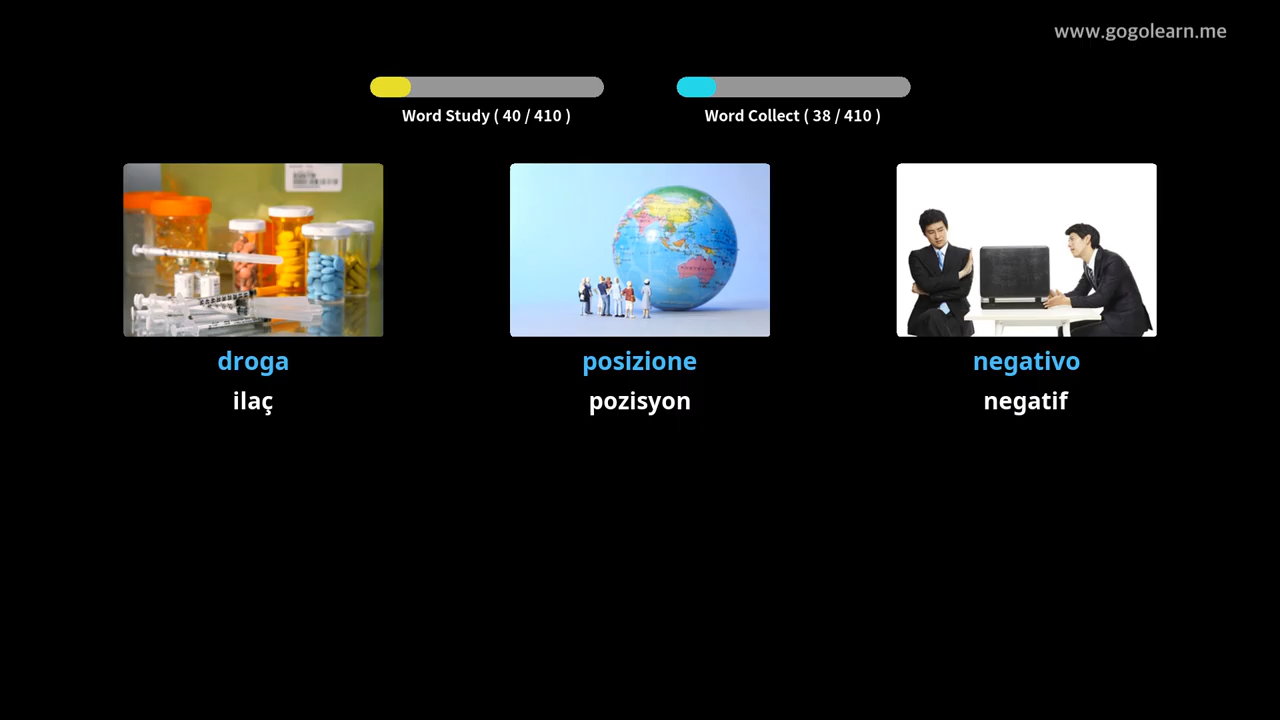 www.gogolearn.me
Word Study ( 40 / 410 )
Word Collect ( 38 / 410 )
droga
posizione
negativo
ilaç
pozisyon
negatif